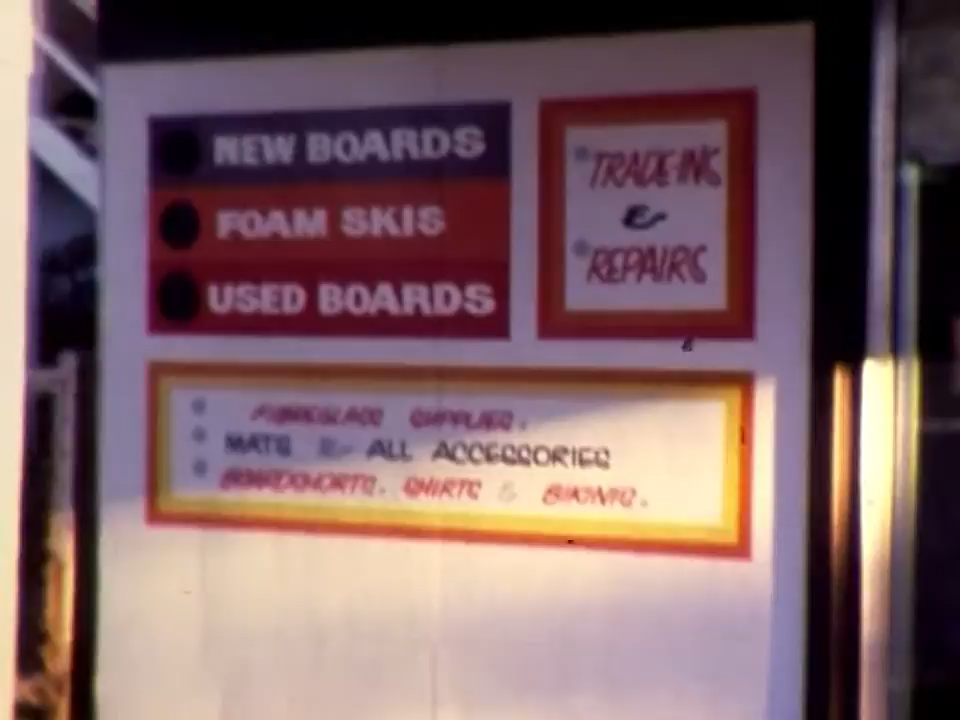 NEW BOARDS
FOAM SKIS
USED BOARDS
TRADE-INS
&
REPAIRS
FIBREGLASS SUPPLIES.
MATS & ALL ACCESSORIES
BOARDSHORTS. SHIRTS & BIKINIS.